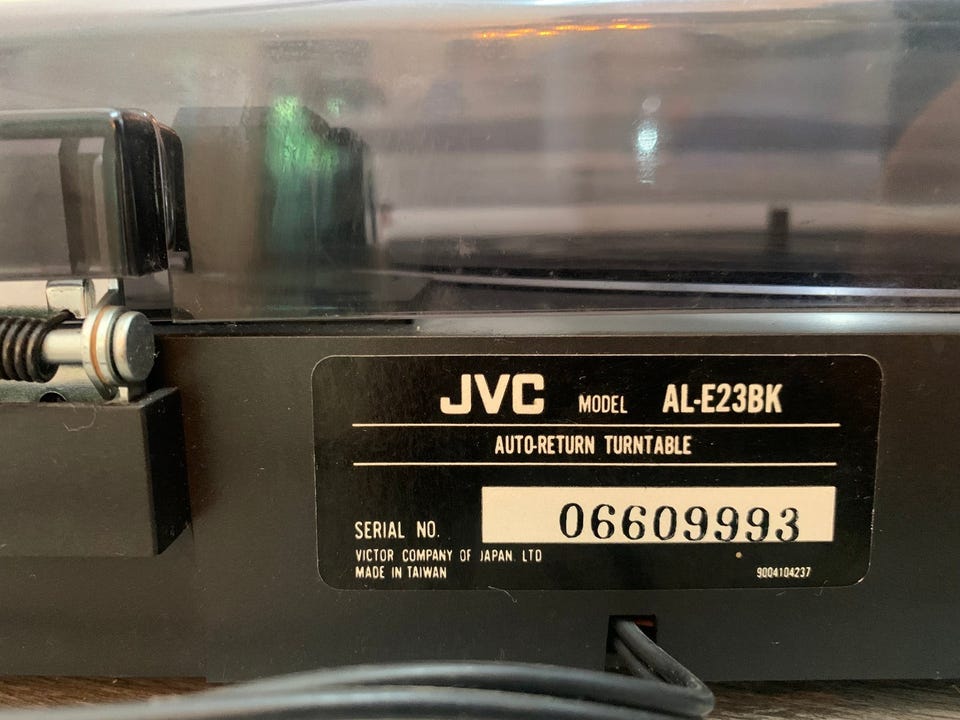 JVC MODEL AL-E23BK
AUTO-RETURN TURNTABLE
SERIAL NO. 06609993
VICTOR COMPANY OF JAPAN. LTD
MADE IN TAIWAN 9004104237